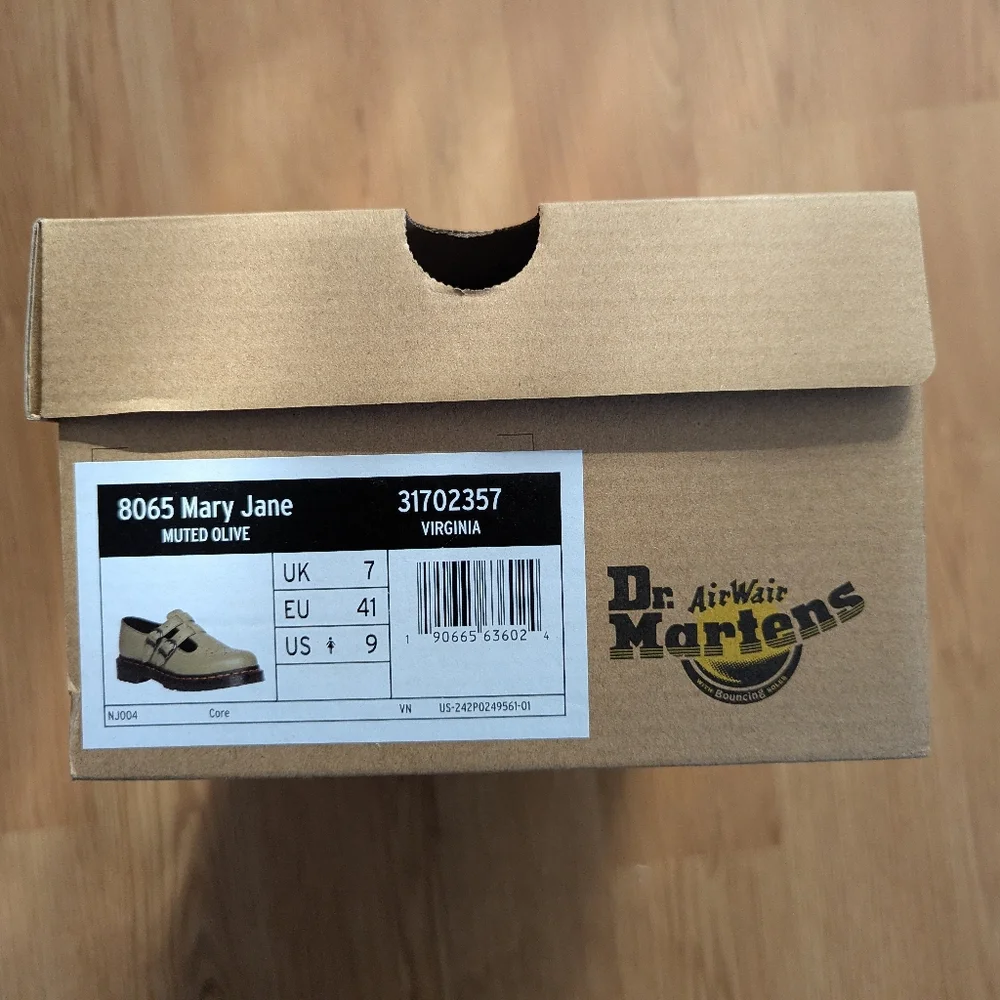 8065 Mary Jane
MUTED OLIVE
31702357
VIRGINIA
UK 7
EU 41
US 9
1 90665 63602 4
NJ004 Core VN US-242P0249561-01
Dr. AirWair
Martens
WITH Bouncing SOLES